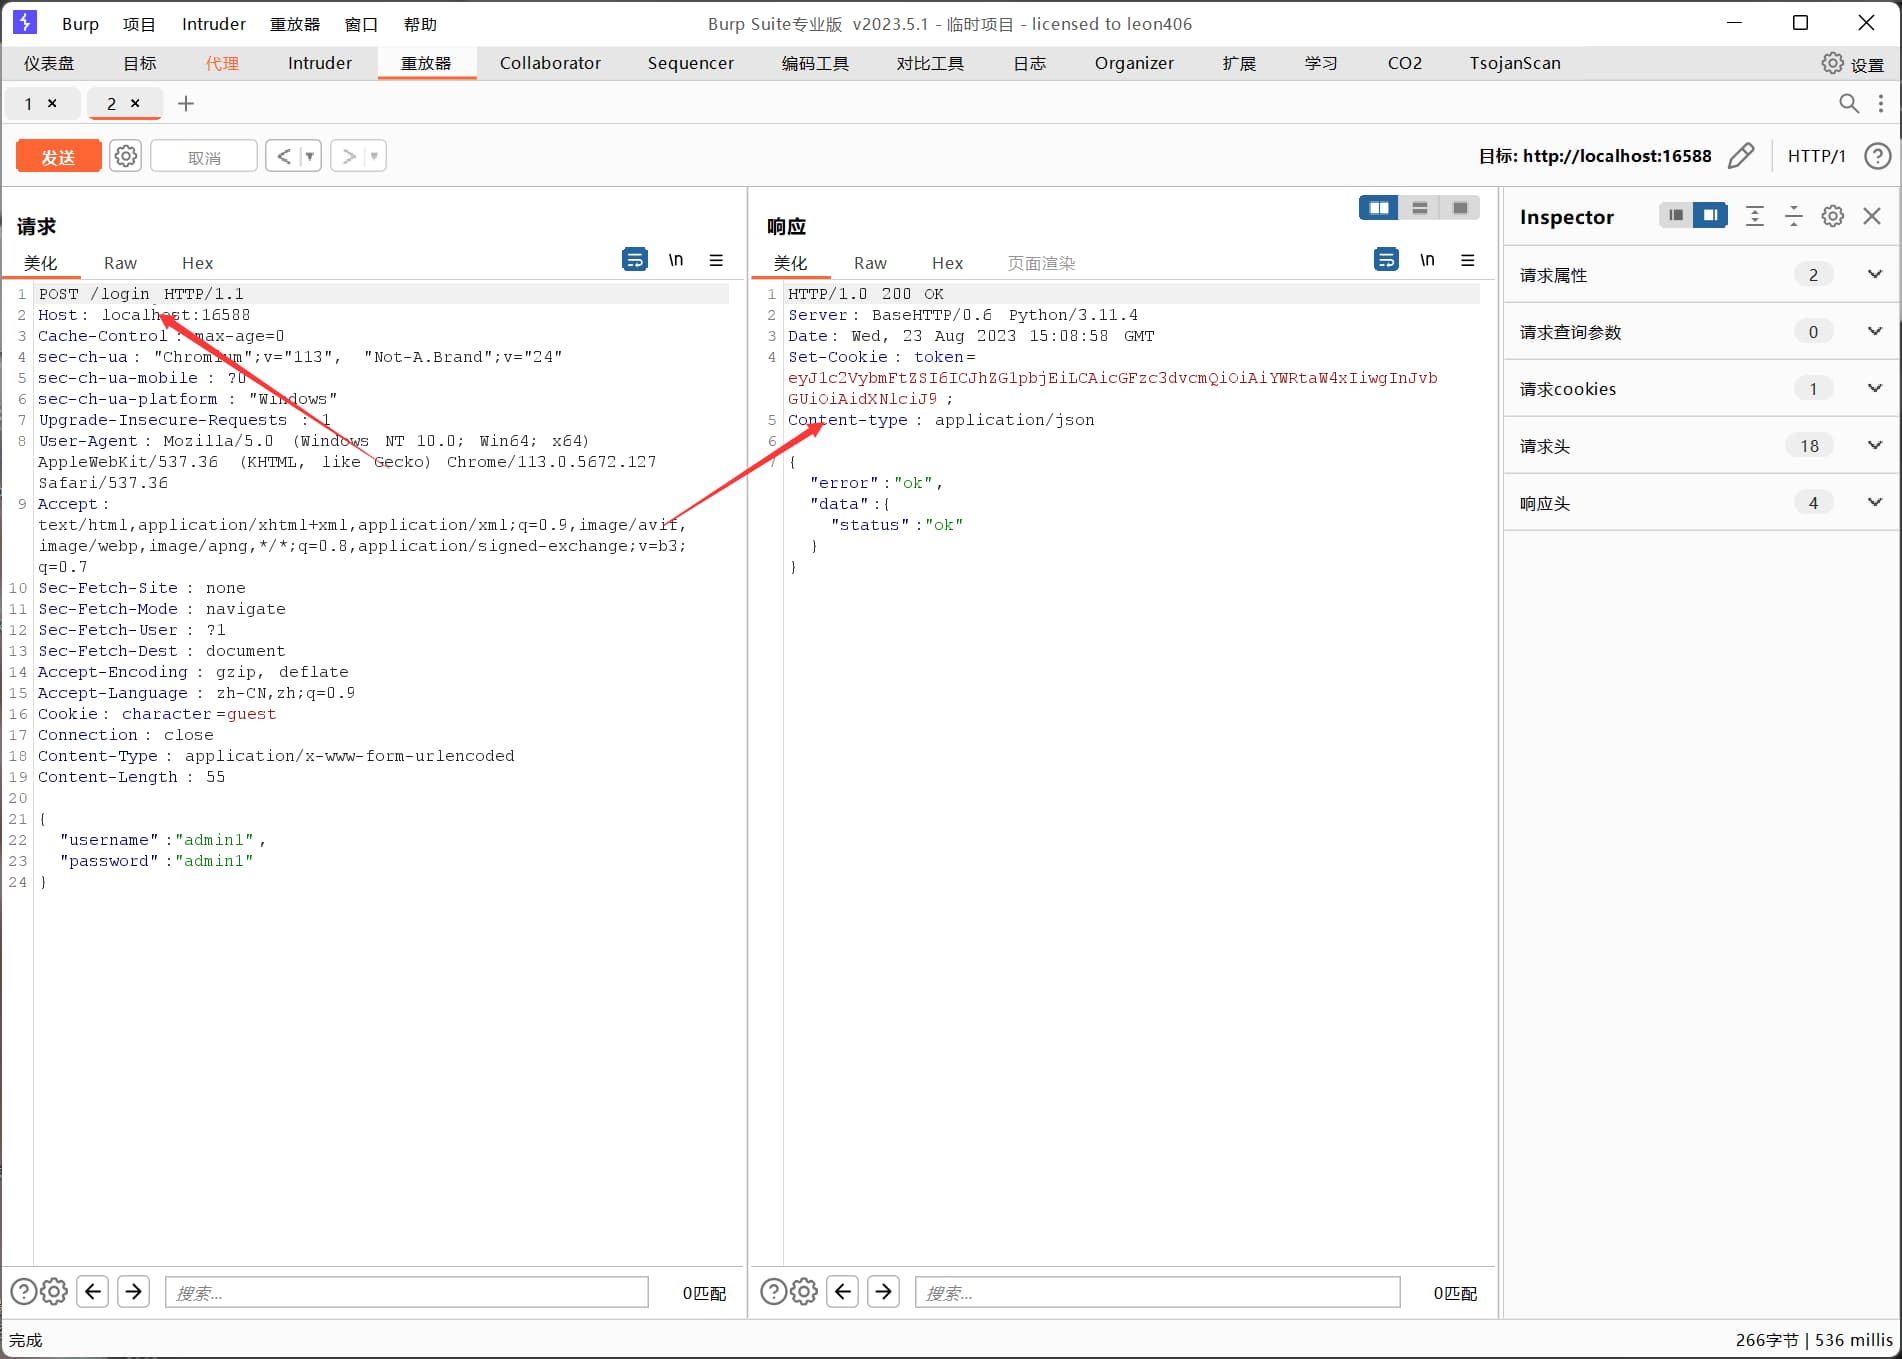 Burp 项目 Intruder 重放器 窗口 帮助 Burp Suite专业版 v2023.5.1 - 临时项目 - licensed to leon406
仪表盘 目标 代理 Intruder 重放器 Collaborator Sequencer 编码工具 对比工具 日志 Organizer 扩展 学习 CO2 TsojanScan 设置
1 × 2 × +
发送 取消 < > 目标: http://localhost:16588 HTTP/1
请求
美化 Raw Hex \n
1 POST /login HTTP/1.1
2 Host: localhost:16588
3 Cache-Control: max-age=0
4 sec-ch-ua: "Chromium";v="113", "Not-A.Brand";v="24"
5 sec-ch-ua-mobile: ?0
6 sec-ch-ua-platform: "Windows"
7 Upgrade-Insecure-Requests: 1
8 User-Agent: Mozilla/5.0 (Windows NT 10.0; Win64; x64)
AppleWebKit/537.36 (KHTML, like Gecko) Chrome/113.0.5672.127
Safari/537.36
9 Accept:
text/html,application/xhtml+xml,application/xml;q=0.9,image/avif,
image/webp,image/apng,*/*;q=0.8,application/signed-exchange;v=b3;
q=0.7
10 Sec-Fetch-Site: none
11 Sec-Fetch-Mode: navigate
12 Sec-Fetch-User: ?1
13 Sec-Fetch-Dest: document
14 Accept-Encoding: gzip, deflate
15 Accept-Language: zh-CN,zh;q=0.9
16 Cookie: character=guest
17 Connection: close
18 Content-Type: application/x-www-form-urlencoded
19 Content-Length: 55
20
21 {
22 "username":"admin1",
23 "password":"admin1"
24 }
搜索... 0匹配
响应
美化 Raw Hex 页面渲染 \n
1 HTTP/1.0 200 OK
2 Server: BaseHTTP/0.6 Python/3.11.4
3 Date: Wed, 23 Aug 2023 15:08:58 GMT
4 Set-Cookie: token=
eyJ1c2VybmFtZSI6ICJhZG1pbjEiLCAicGFzc3dvcmQiOiAiYWRtaW4xIiwgInJvb
GUiOiAidXNlciJ9;
5 Content-type: application/json
6
7 {
"error":"ok",
"data":{
"status":"ok"
}
}
搜索... 0匹配
Inspector
请求属性 2
请求查询参数 0
请求cookies 1
请求头 18
响应头 4
完成 266字节 | 536 millis